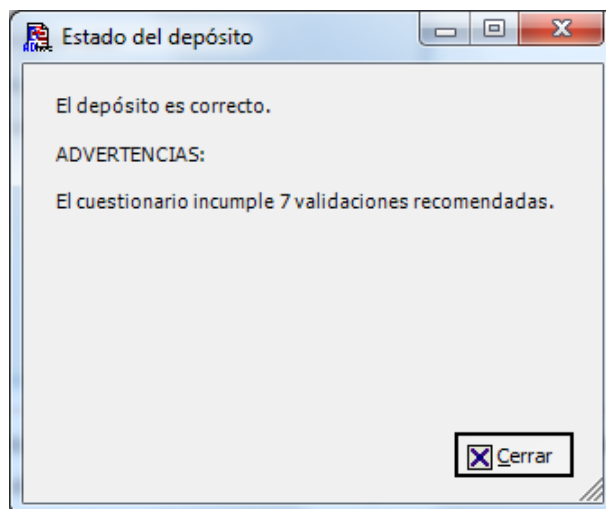 Estado del depósito
El depósito es correcto.
ADVERTENCIAS:
El cuestionario incumple 7 validaciones recomendadas.
Cerrar